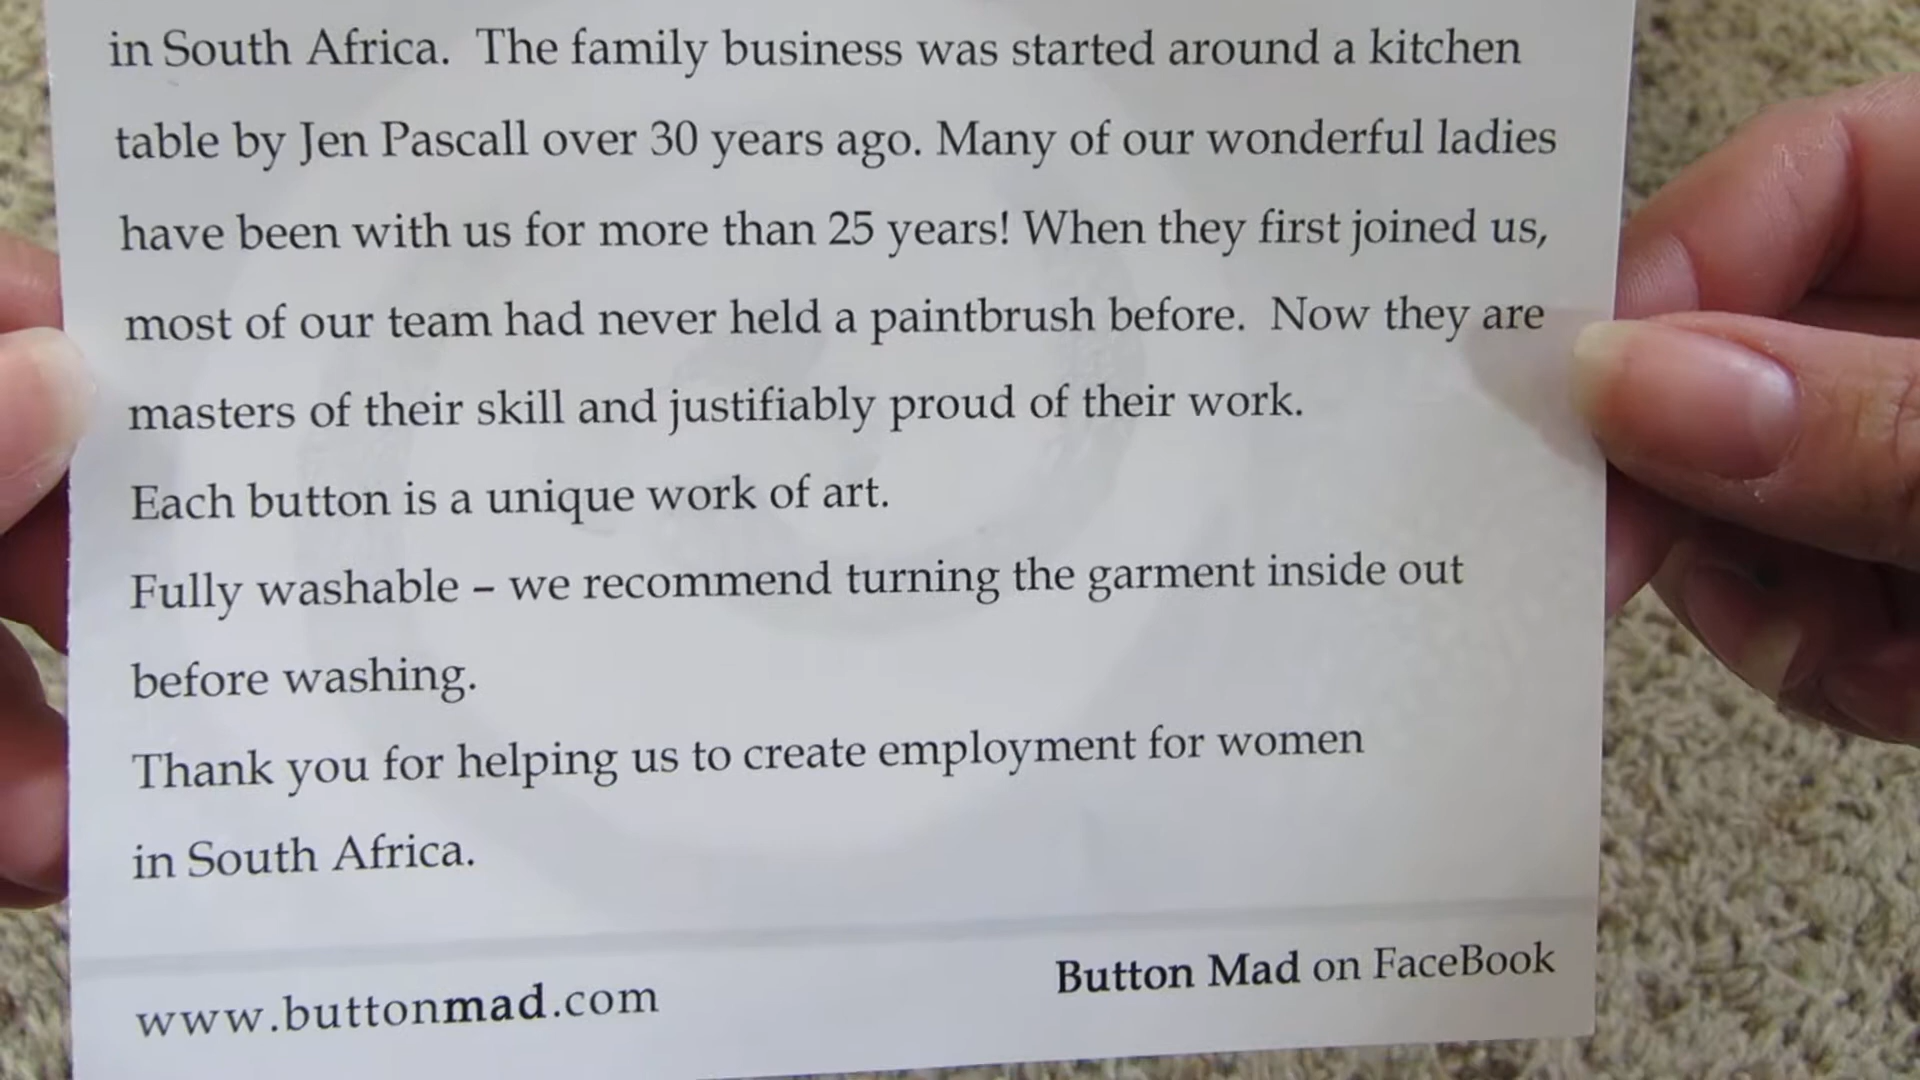 in South Africa. The family business was started around a kitchen
table by Jen Pascall over 30 years ago. Many of our wonderful ladies
have been with us for more than 25 years! When they first joined us,
most of our team had never held a paintbrush before. Now they are
masters of their skill and justifiably proud of their work.
Each button is a unique work of art.
Fully washable – we recommend turning the garment inside out
before washing.
Thank you for helping us to create employment for women
in South Africa.
www.buttonmad.com
Button Mad on FaceBook